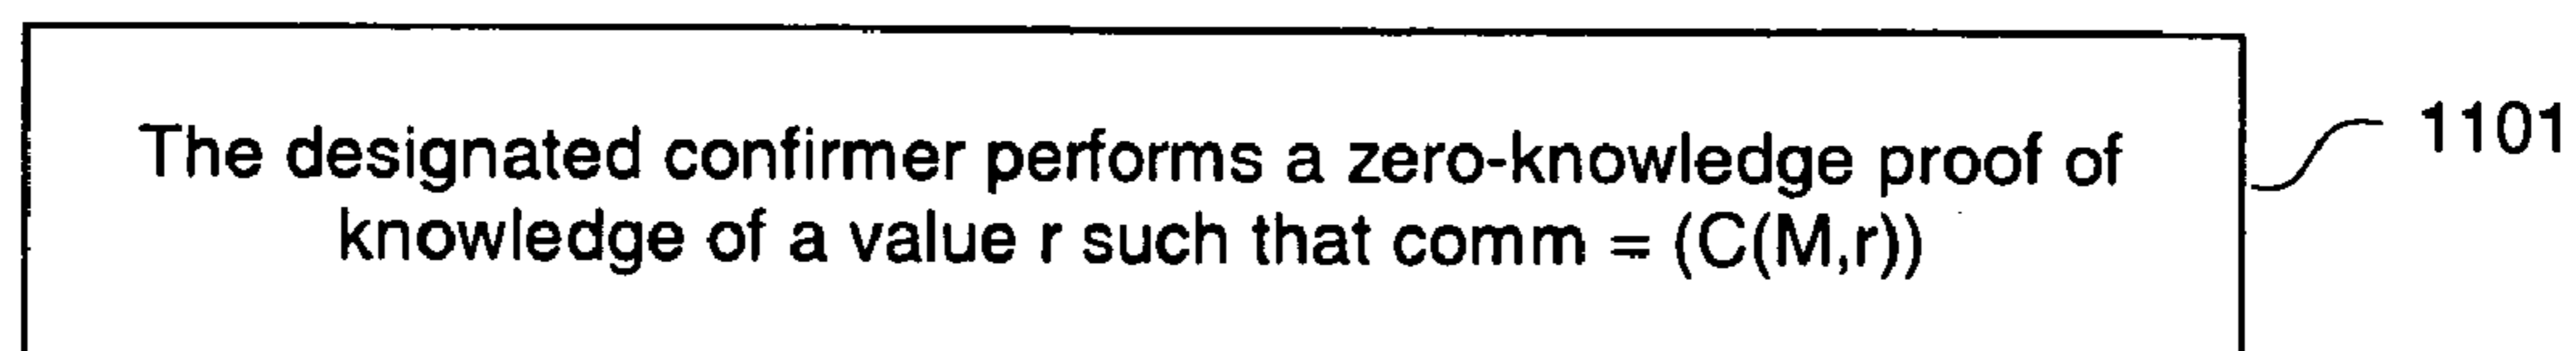 The designated confirmer performs a zero-knowledge proof of
knowledge of a value r such that comm = (C(M,r))
1101